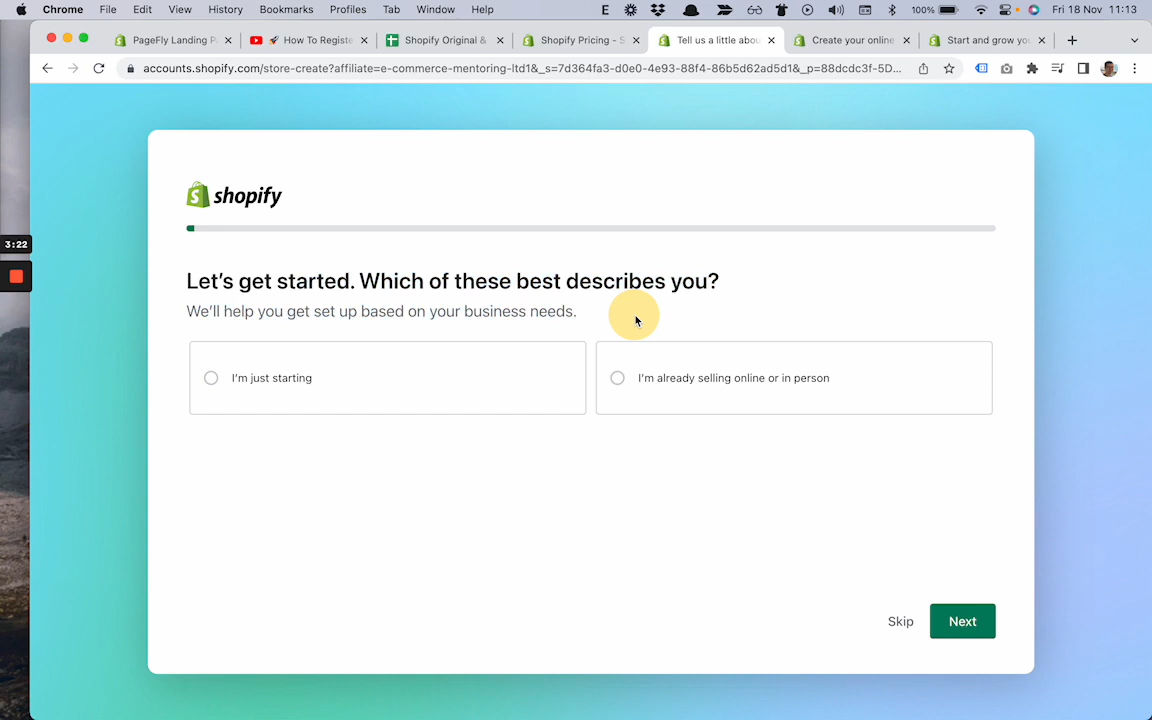 Chrome File Edit View History Bookmarks Profiles Tab Window Help E 100% Fri 18 Nov 11:13
PageFly Landing P How To Registe Shopify Original & Shopify Pricing - S Tell us a little abou Create your online Start and grow you
accounts.shopify.com/store-create?affiliate=e-commerce-mentoring-ltd1&_s=7d364fa3-d0e0-4e93-88f4-86b5d62ad5d1&_p=88dcdc3f-5D...
shopify
3:22
Let's get started. Which of these best describes you?
We'll help you get set up based on your business needs.
I'm just starting I'm already selling online or in person
Skip Next